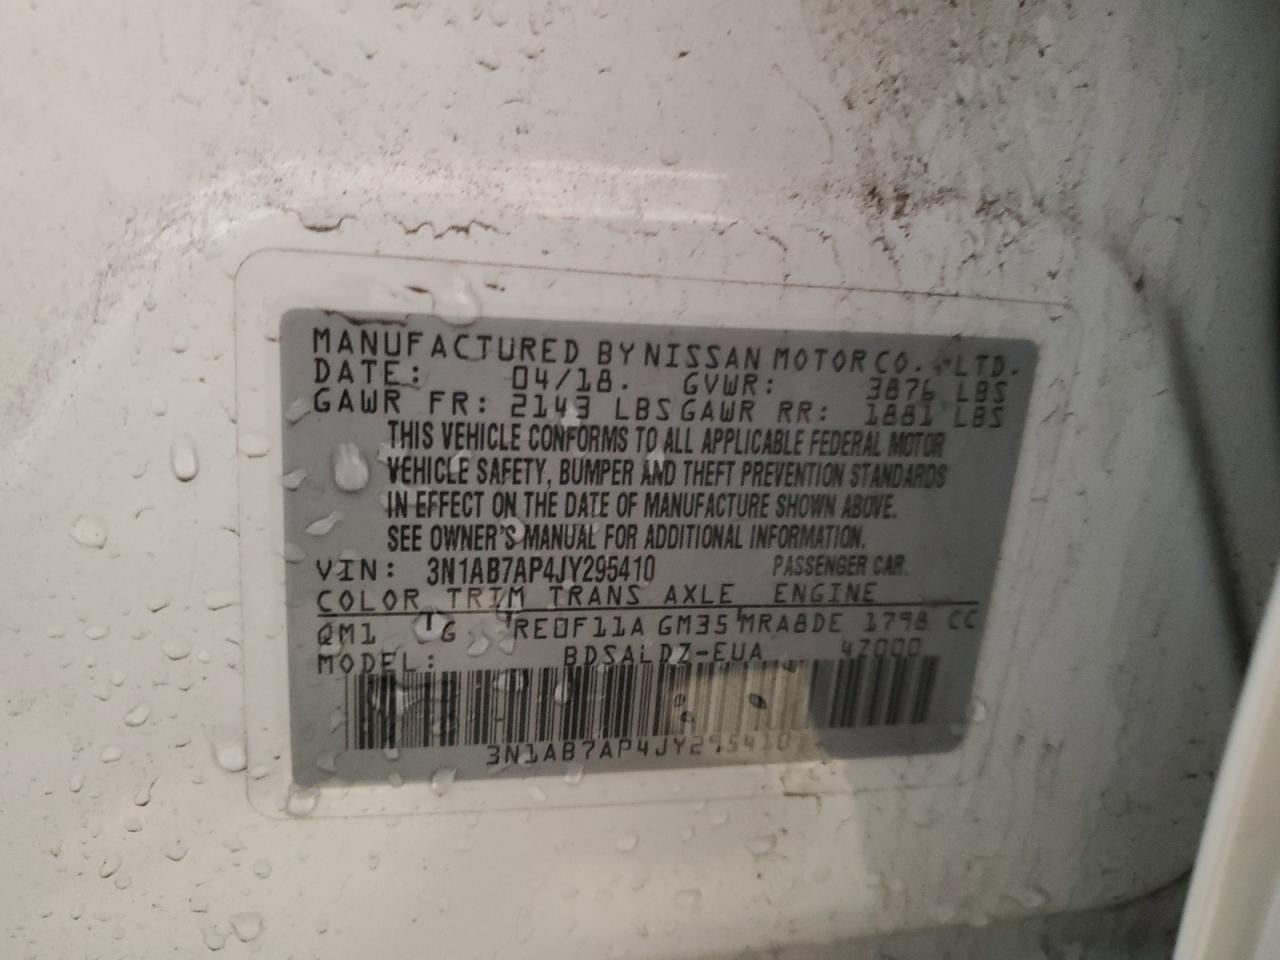 MANUFACTURED BY NISSAN MOTOR CO., LTD.
DATE: 04/18. GVWR: 3876 LBS
GAWR FR: 2143 LBS GAWR RR: 1881 LBS
THIS VEHICLE CONFORMS TO ALL APPLICABLE FEDERAL MOTOR
VEHICLE SAFETY, BUMPER AND THEFT PREVENTION STANDARDS
IN EFFECT ON THE DATE OF MANUFACTURE SHOWN ABOVE.
SEE OWNER'S MANUAL FOR ADDITIONAL INFORMATION.
VIN: 3N1AB7AP4JY295410 PASSENGER CAR.
COLOR TRIM TRANS AXLE ENGINE
QM1 G RE0F11A GM35 MRA8DE 1798 CC
MODEL: BDSALDZ-EUA 47000
3N1AB7AP4JY295410